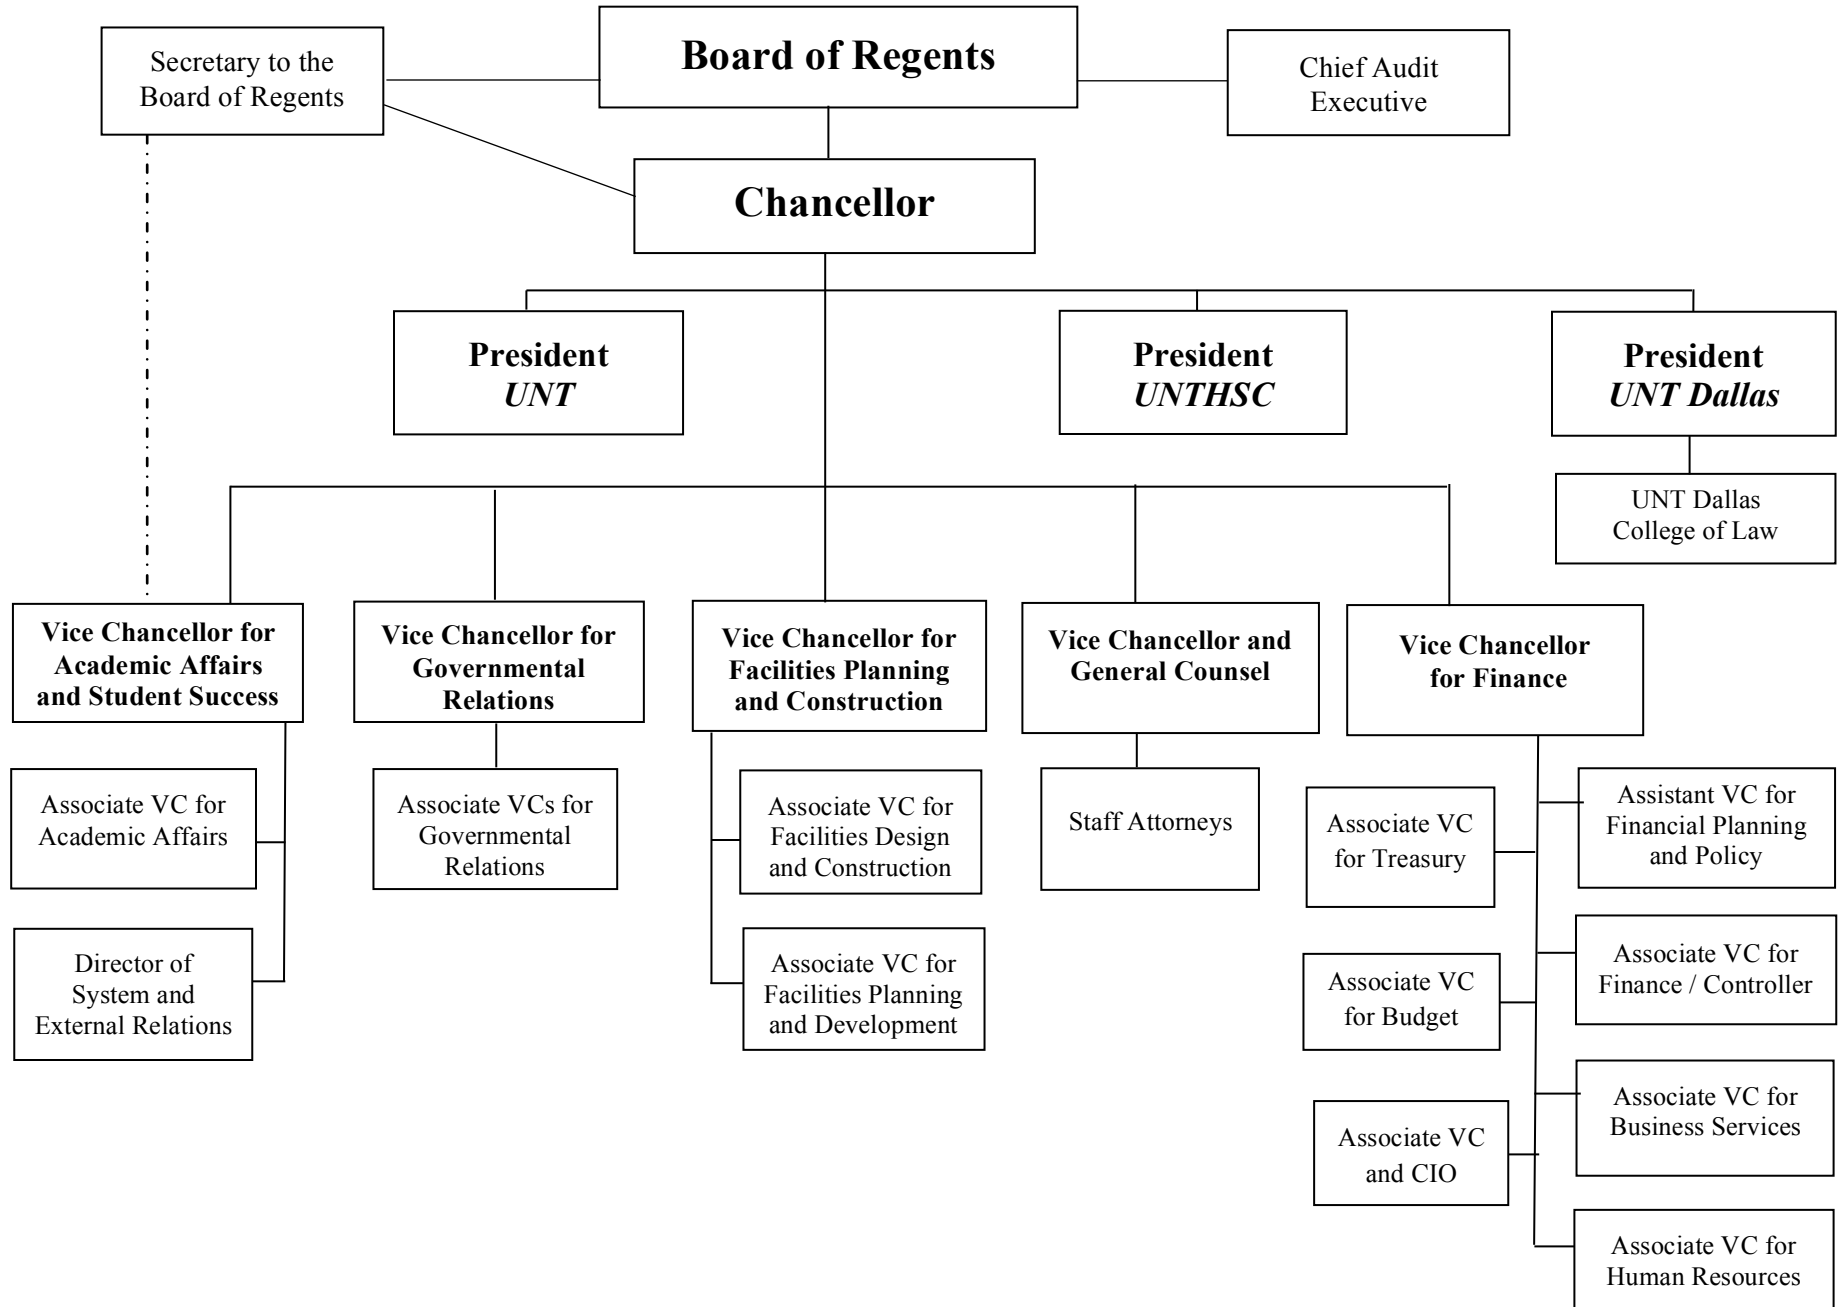 Board of Regents
Secretary to the
Board of Regents
Chief Audit
Executive
Chancellor
President
UNT
President
UNTHSC
President
UNT Dallas
UNT Dallas
College of Law
Vice Chancellor for
Academic Affairs
and Student Success
Vice Chancellor for
Governmental
Relations
Vice Chancellor for
Facilities Planning
and Construction
Vice Chancellor and
General Counsel
Vice Chancellor
for Finance
Associate VC for
Academic Affairs
Director of
System and
External Relations
Associate VCs for
Governmental
Relations
Associate VC for
Facilities Design
and Construction
Associate VC for
Facilities Planning
and Development
Staff Attorneys
Associate VC
for Treasury
Associate VC
for Budget
Associate VC
and CIO
Assistant VC for
Financial Planning
and Policy
Associate VC for
Finance / Controller
Associate VC for
Business Services
Associate VC for
Human Resources